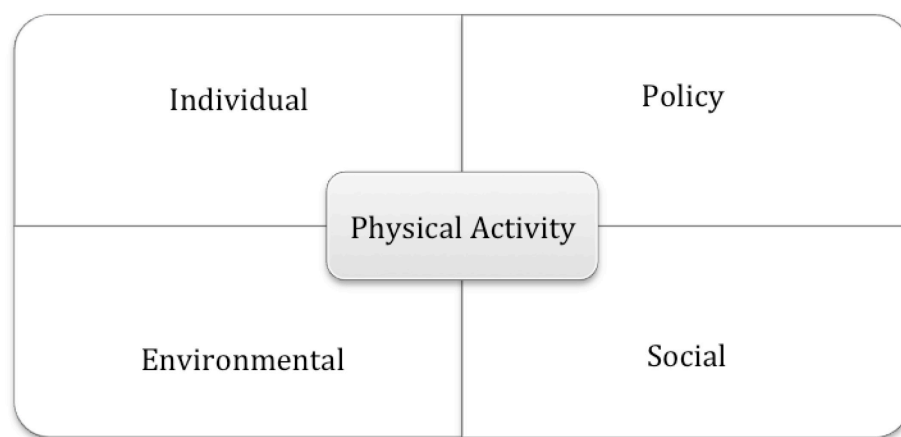 Individual
Policy
Physical Activity
Environmental
Social